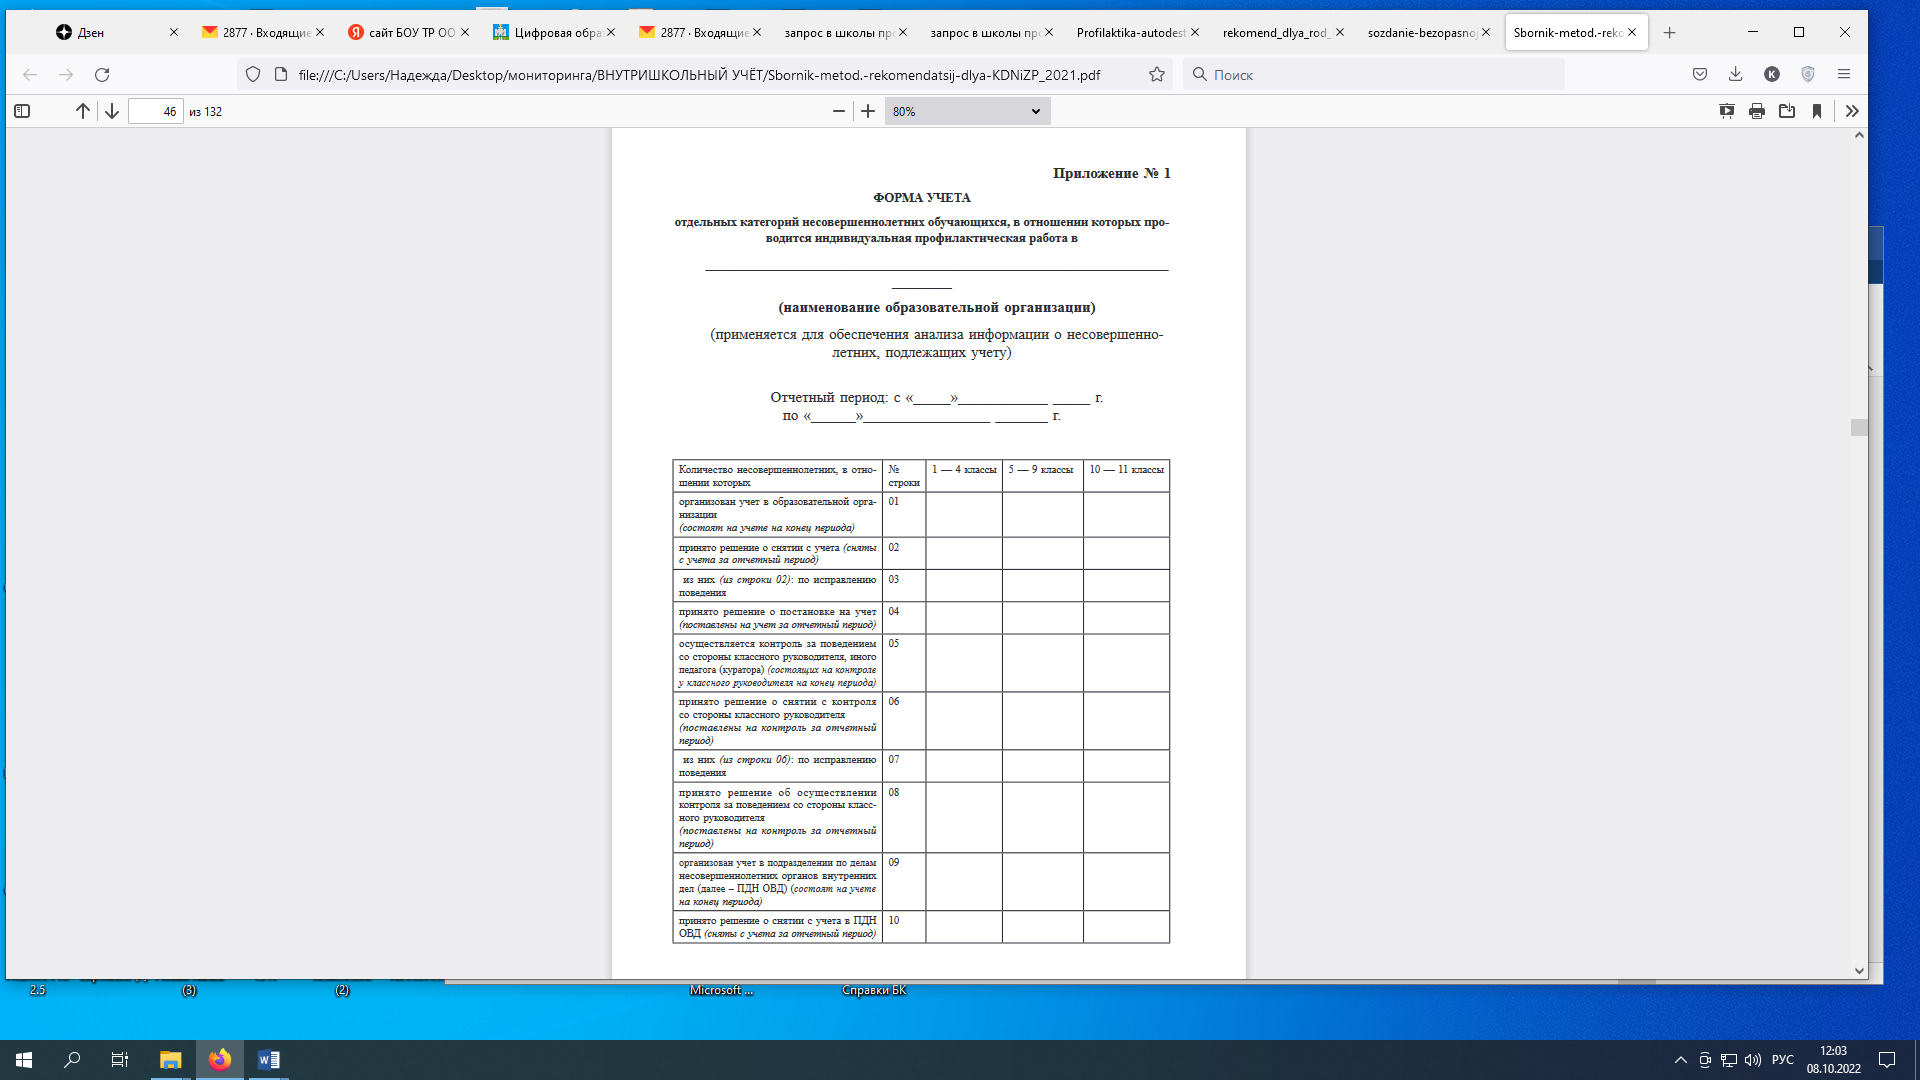 Дзен
2877 · Входящие
сайт БОУ ТР ОО
Цифровая обра
2877 · Входящие
запрос в школы про
запрос в школы про
Profilaktika-autodest
rekomend_dlya_rod_
sozdanie-bezopasnoj
Sbornik-metod.-reko
file:///C:/Users/Надежда/Desktop/мониторинга/ВНУТРИШКОЛЬНЫЙ УЧЁТ/Sbornik-metod.-rekomendatsij-dlya-KDNiZP_2021.pdf
Поиск
K
46 из 132
80%
Приложение № 1
ФОРМА УЧЕТА
отдельных категорий несовершеннолетних обучающихся, в отношении которых про-
водится индивидуальная профилактическая работа в
(наименование образовательной организации)
(применяется для обеспечения анализа информации о несовершенно-
летних, подлежащих учету)
Отчетный период: с «_____»____________ _____ г.
по «______»_________________ _______ г.
Количество несовершеннолетних, в отно-
шении которых
№
строки
1 — 4 классы
5 — 9 классы
10 — 11 классы
организован учет в образовательной орга-
низации
(состоят на учете на конец периода)
01
принято решение о снятии с учета (сняты
с учета за отчетный период)
02
из них (из строки 02): по исправлению
поведения
03
принято решение о постановке на учет
(поставлены на учет за отчетный период)
04
осуществляется контроль за поведением
со стороны классного руководителя, иного
педагога (куратора) (состоящих на контроле
у классного руководителя на конец периода)
05
принято решение о снятии с контроля
со стороны классного руководителя
(поставлены на контроль за отчетный
период)
06
из них (из строки 06): по исправлению
поведения
07
принято решение об осуществлении
контроля за поведением со стороны класс-
ного руководителя
(поставлены на контроль за отчетный
период)
08
организован учет в подразделении по делам
несовершеннолетних органов внутренних
дел (далее – ПДН ОВД) (состоят на учете
на конец периода)
09
принято решение о снятии с учета в ПДН
ОВД (сняты с учета за отчетный период)
10
2.5
(3)
(2)
Microsoft ...
Справки БК
РУС
12:03
08.10.2022